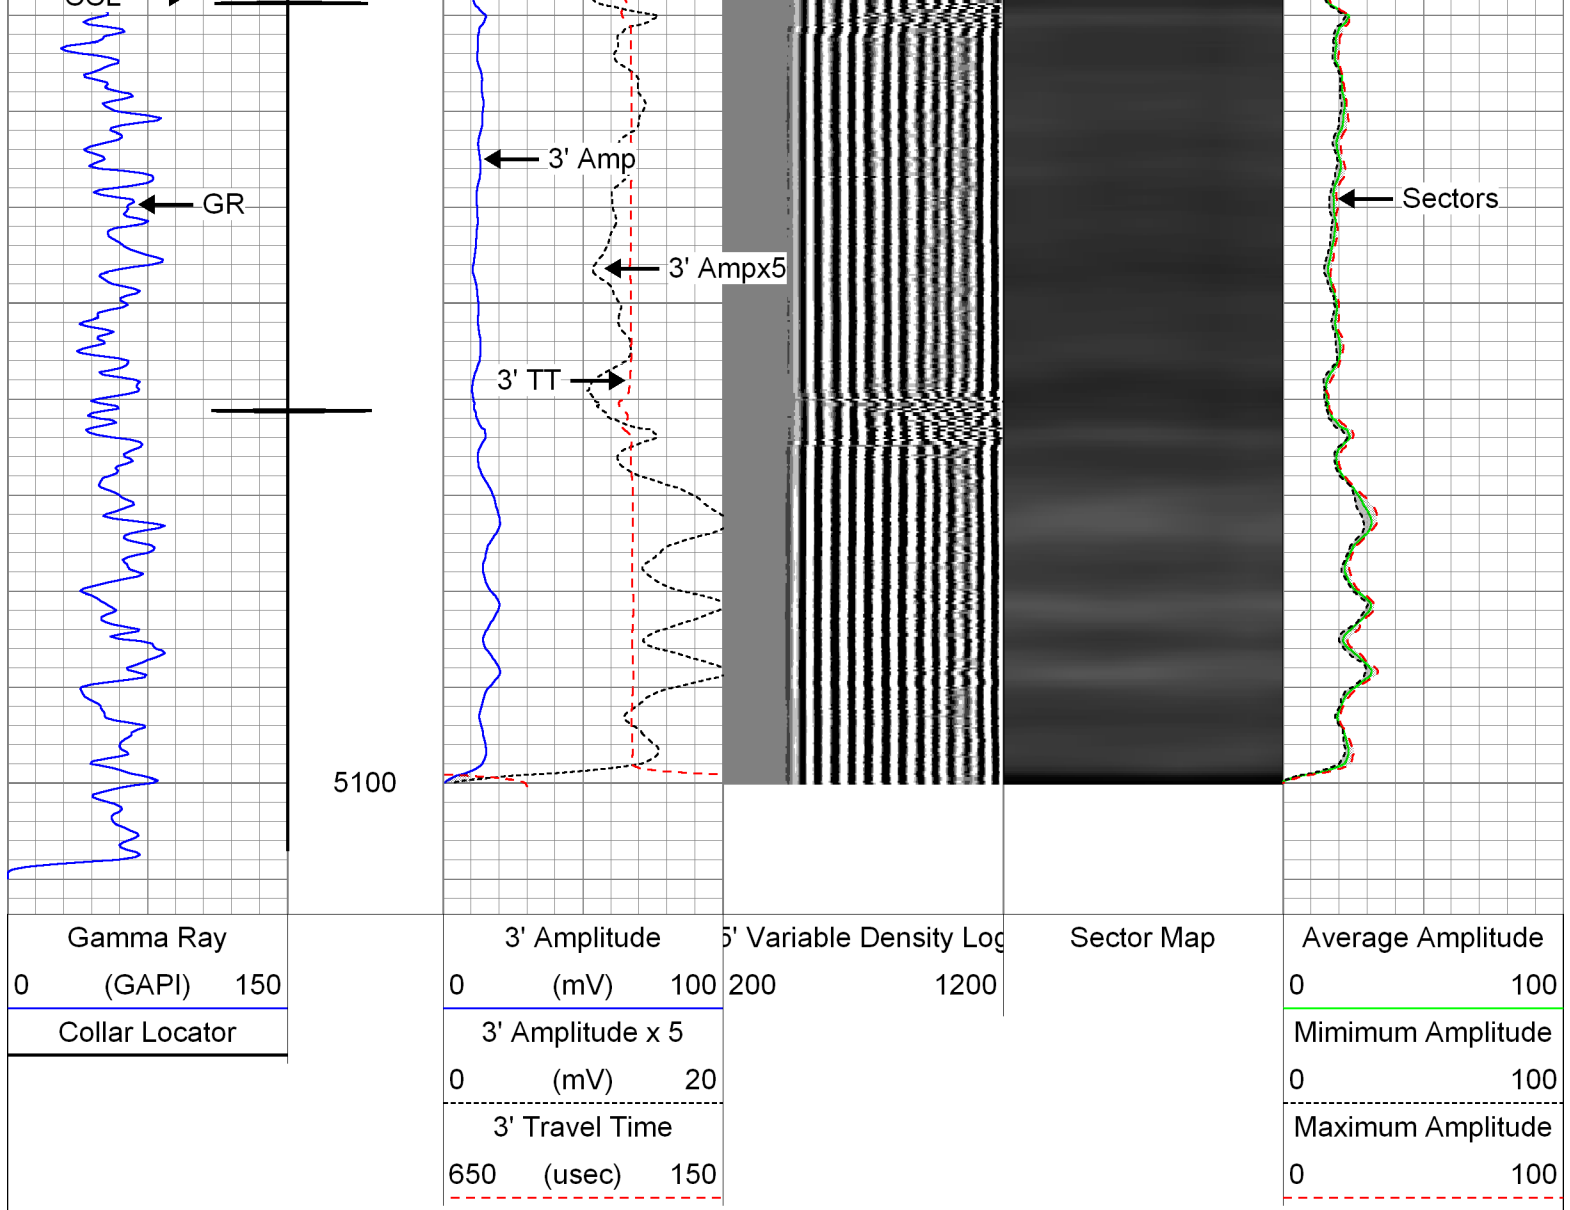 3' Amp
Sectors
GR
3' Ampx5
3' TT
5100
Gamma Ray
0 (GAPI) 150
Collar Locator
3' Amplitude
0 (mV) 100
3' Amplitude x 5
0 (mV) 20
3' Travel Time
650 (usec) 150
5' Variable Density Log
200 1200
Sector Map
Average Amplitude
0 100
Mimimum Amplitude
0 100
Maximum Amplitude
0 100